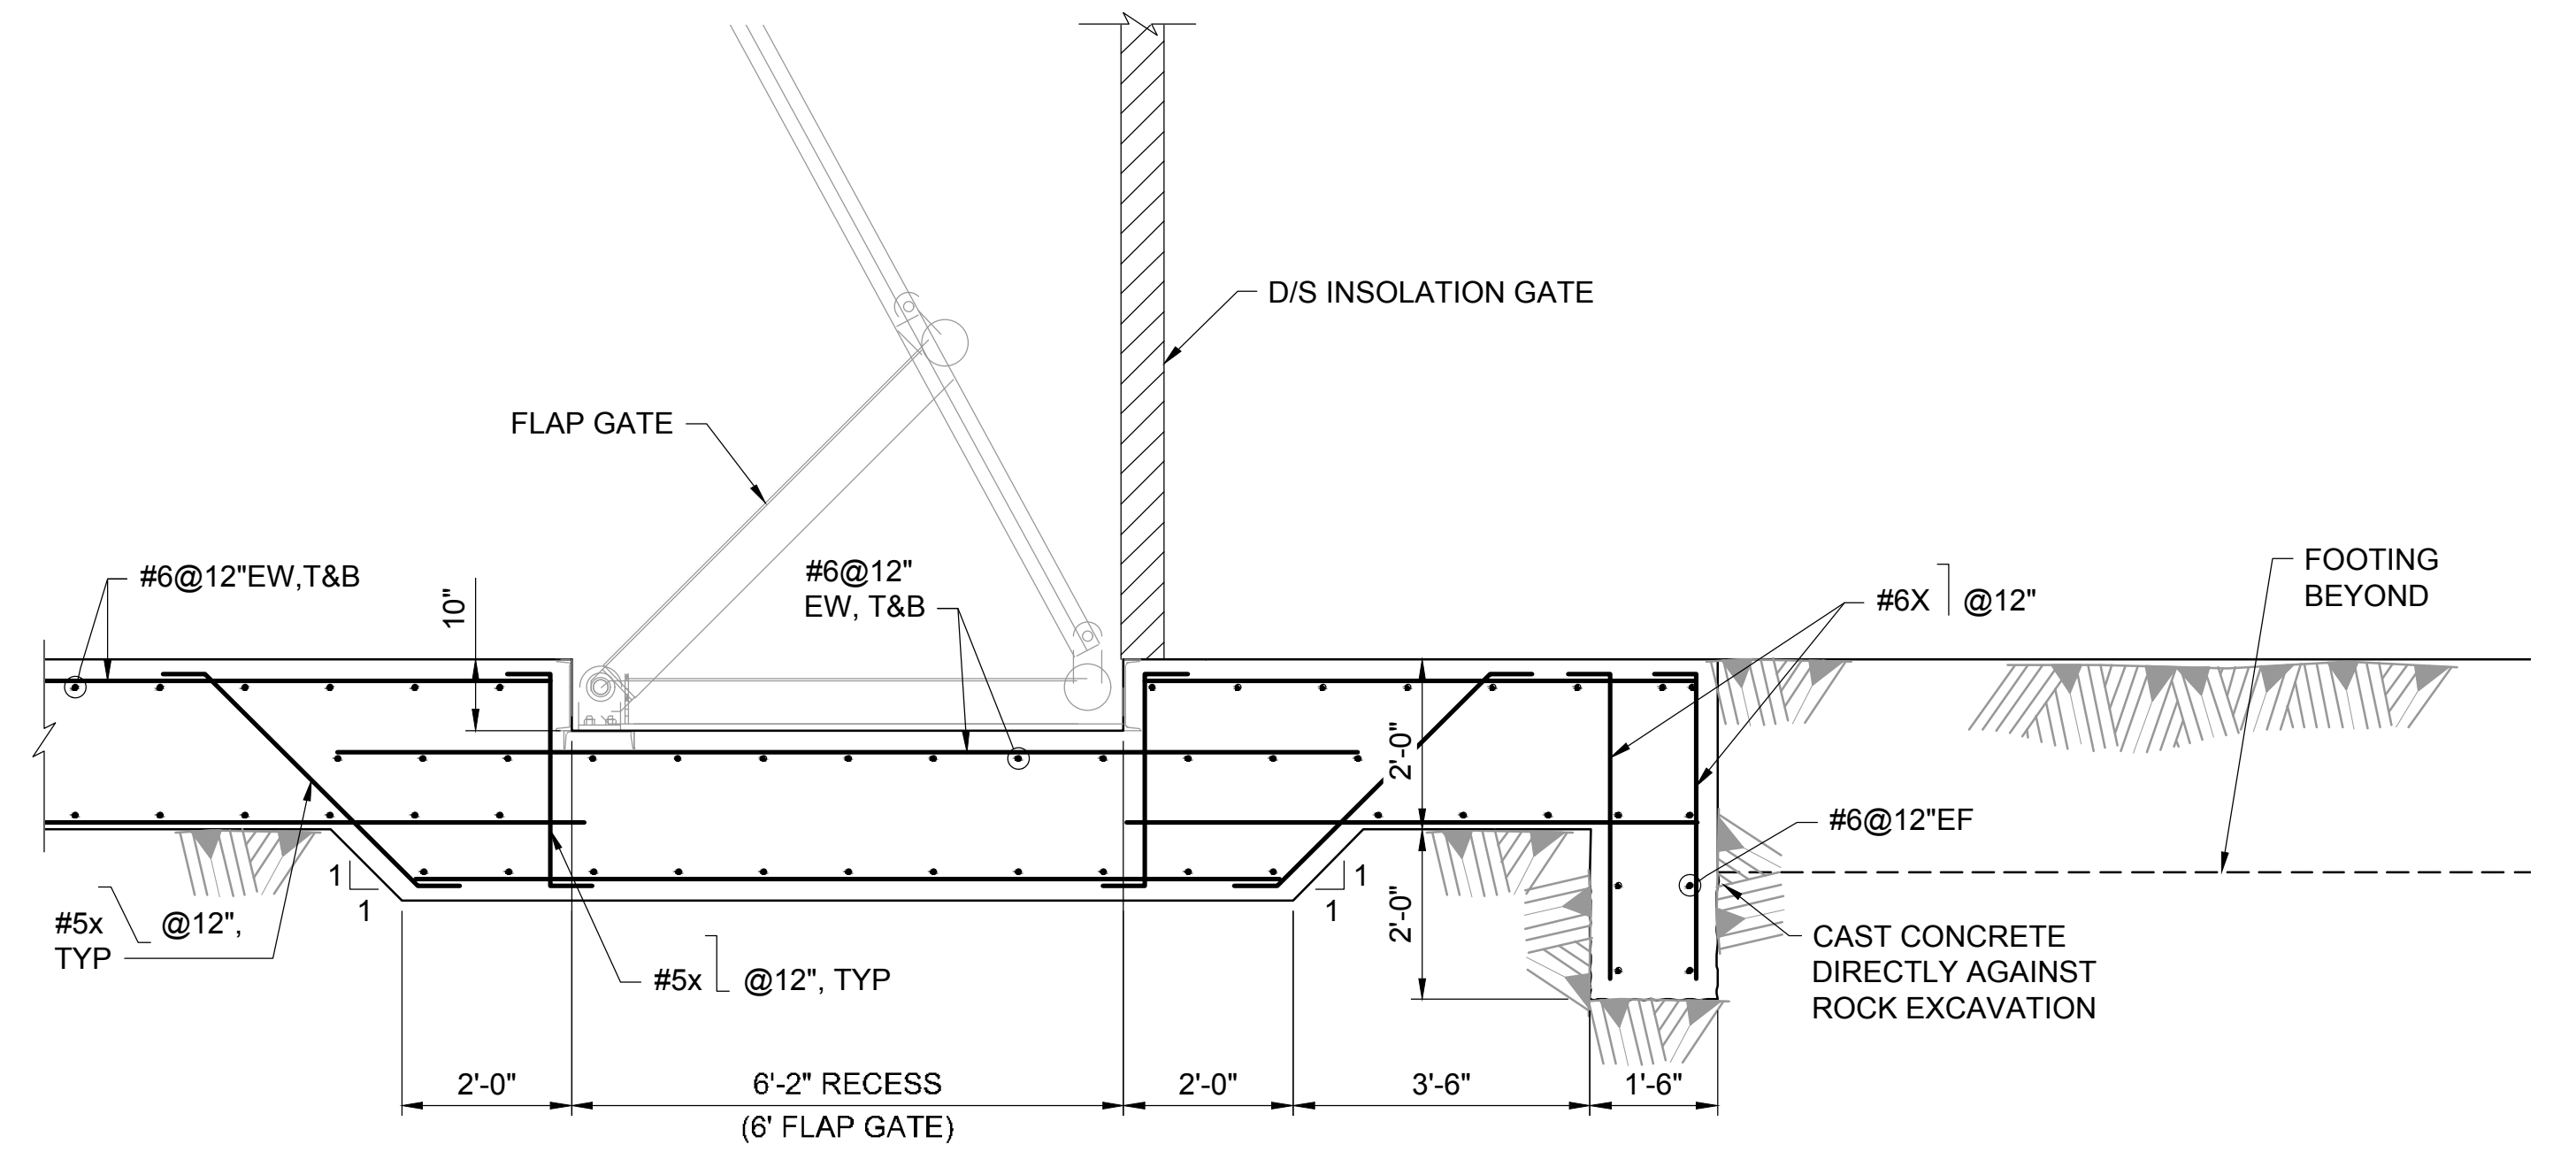 D/S INSOLATION GATE
FLAP GATE
#6@12"EW,T&B
10"
#6@12"
EW, T&B
#6X @12"
FOOTING
BEYOND
2'-0"
#6@12"EF
1
1
1
1
2'-0"
#5x @12",
TYP
#5x @12", TYP
CAST CONCRETE
DIRECTLY AGAINST
ROCK EXCAVATION
2'-0"
6'-2" RECESS
(6' FLAP GATE)
2'-0"
3'-6"
1'-6"